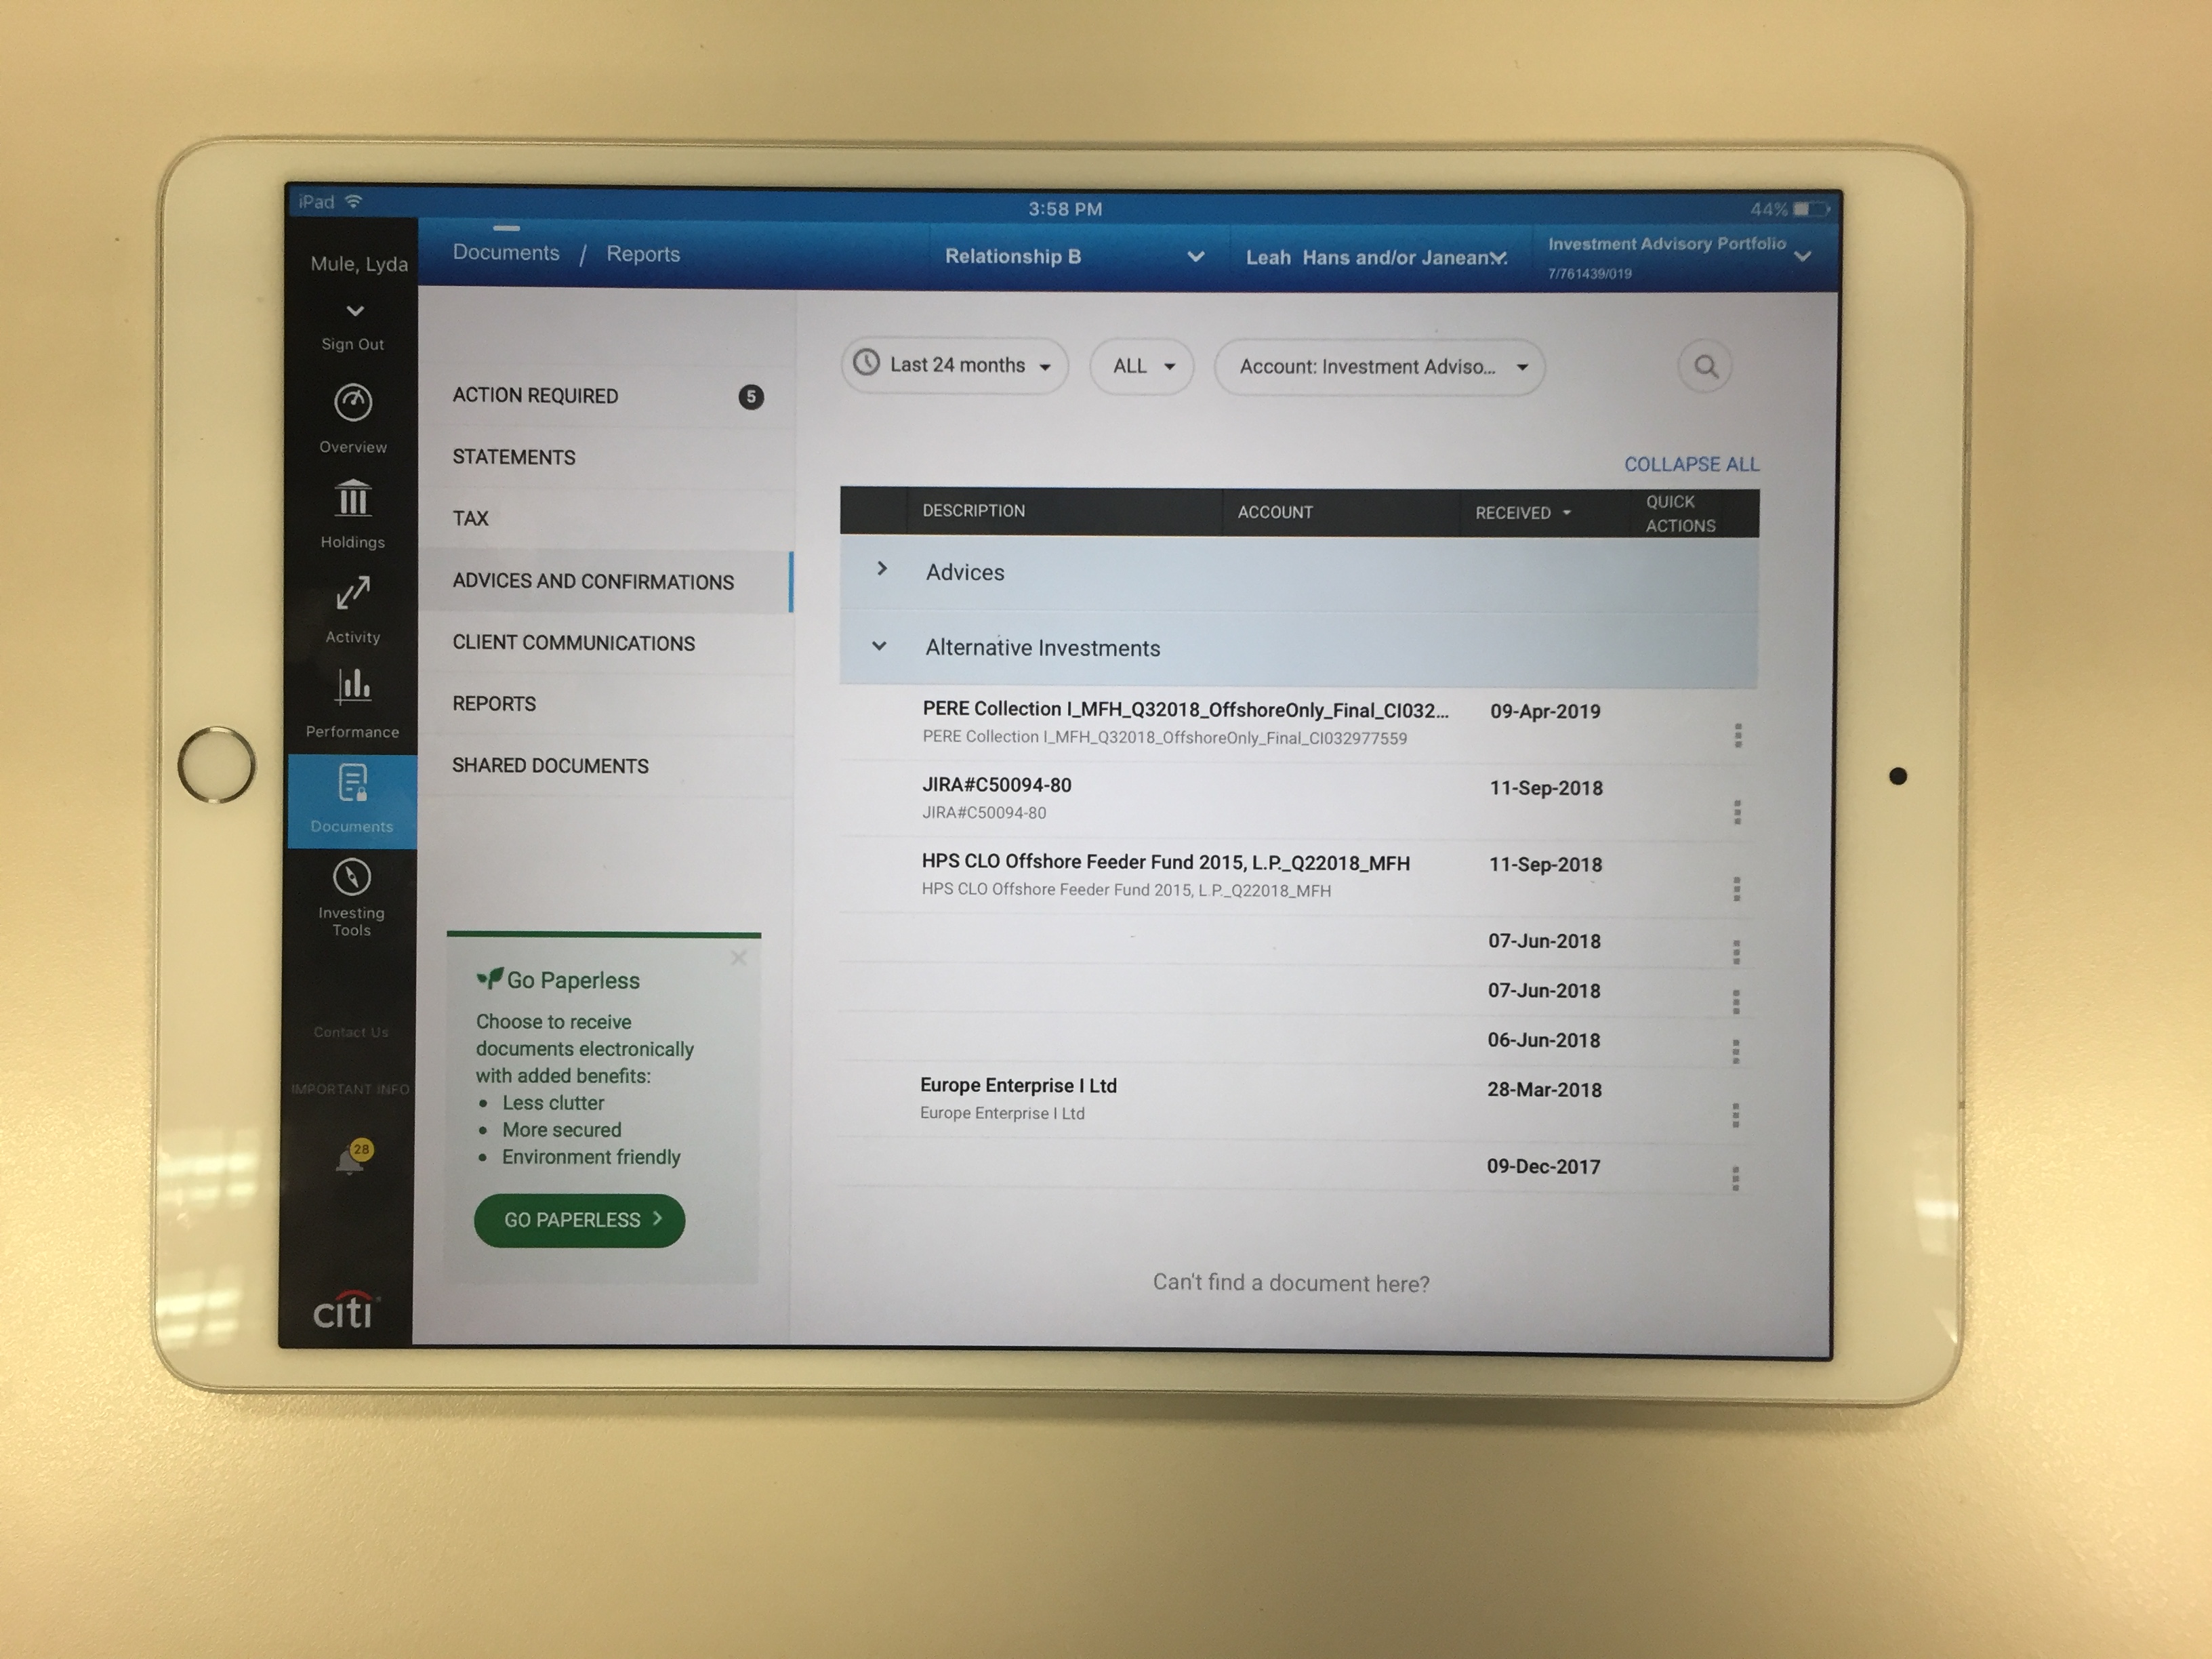 iPad
3:58 PM
44%
Mule, Lyda
Sign Out
Overview
Holdings
Activity
Performance
Documents
Investing
Tools
Contact Us
IMPORTANT INFO
28
citi
Documents / Reports
Relationship B
Leah Hans and/or Janean
Investment Advisory Portfolio
7/761439/019
ACTION REQUIRED 5
STATEMENTS
TAX
ADVICES AND CONFIRMATIONS
CLIENT COMMUNICATIONS
REPORTS
SHARED DOCUMENTS
Go Paperless
Choose to receive
documents electronically
with added benefits:
• Less clutter
• More secured
• Environment friendly
GO PAPERLESS
Last 24 months
ALL
Account: Investment Adviso...
COLLAPSE ALL
DESCRIPTION ACCOUNT RECEIVED QUICK
ACTIONS
Advices
Alternative Investments
PERE Collection I_MFH_Q32018_OffshoreOnly_Final_CI032... 09-Apr-2019
PERE Collection I_MFH_Q32018_OffshoreOnly_Final_CI032977559
JIRA#C50094-80 11-Sep-2018
JIRA#C50094-80
HPS CLO Offshore Feeder Fund 2015, L.P._Q22018_MFH 11-Sep-2018
HPS CLO Offshore Feeder Fund 2015, L.P._Q22018_MFH
07-Jun-2018
07-Jun-2018
06-Jun-2018
Europe Enterprise I Ltd 28-Mar-2018
Europe Enterprise I Ltd
09-Dec-2017
Can't find a document here?